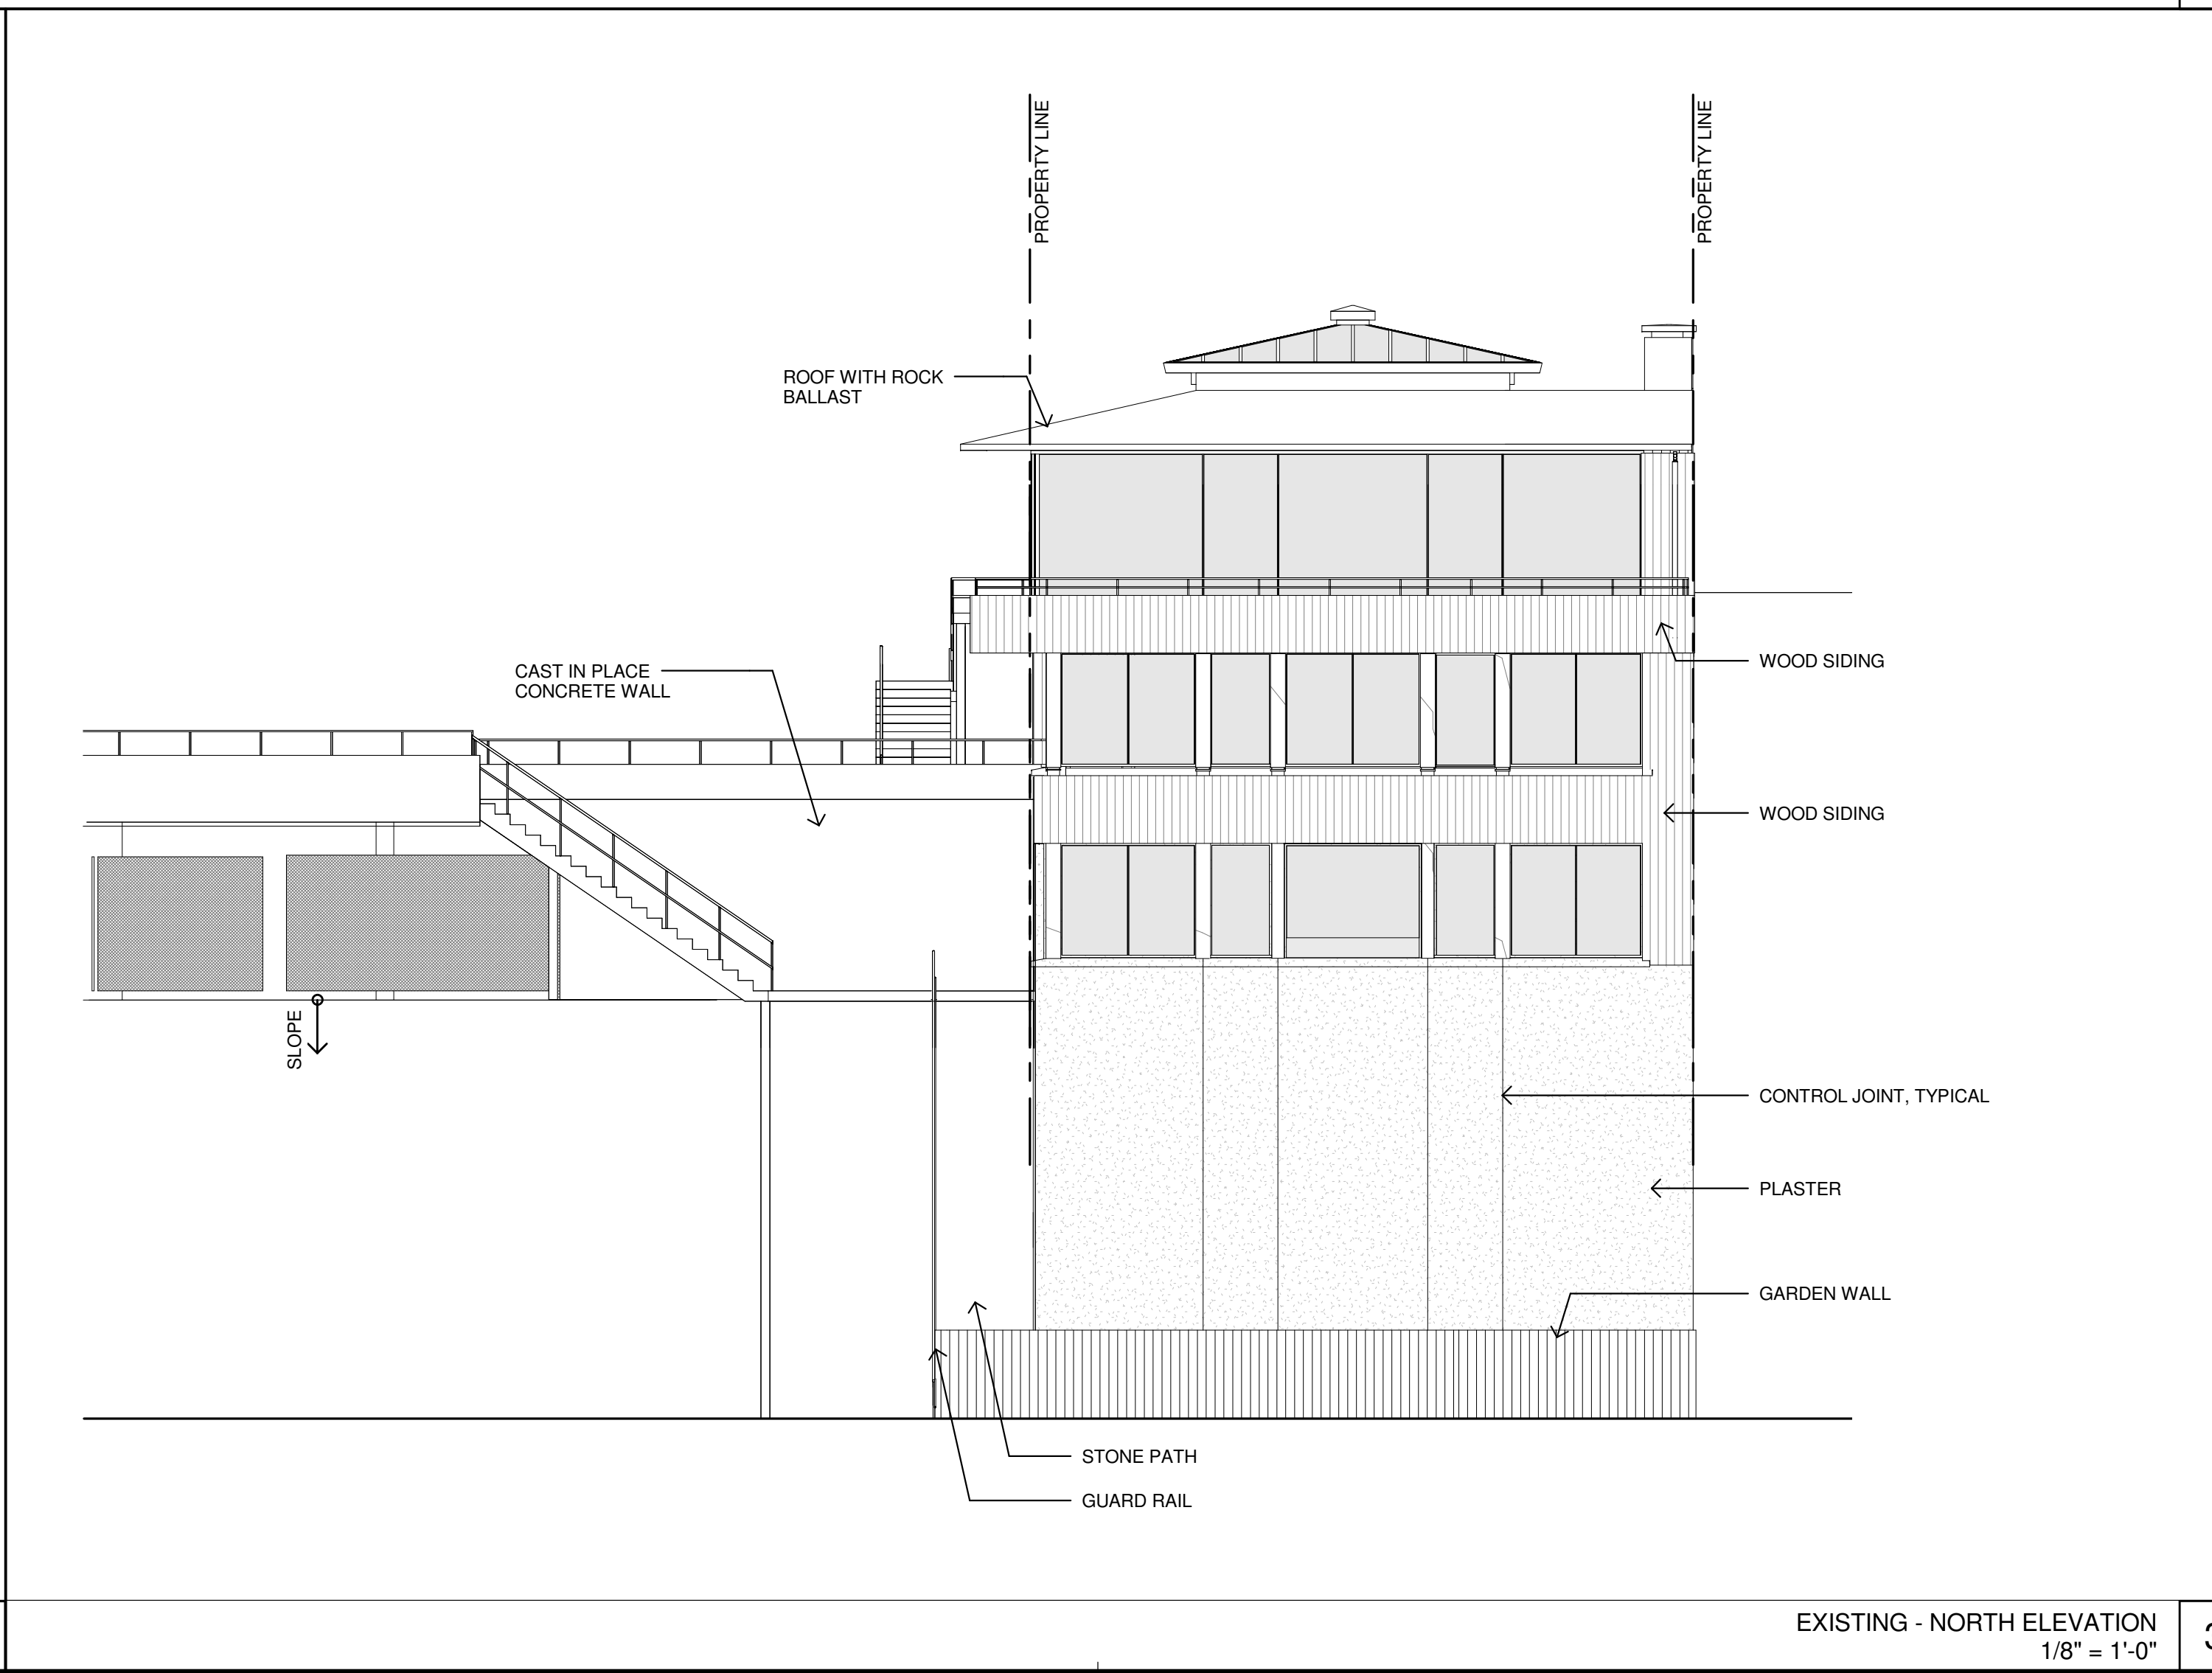 PROPERTY LINE
PROPERTY LINE
ROOF WITH ROCK
BALLAST
CAST IN PLACE
CONCRETE WALL
WOOD SIDING
WOOD SIDING
SLOPE
CONTROL JOINT, TYPICAL
PLASTER
GARDEN WALL
STONE PATH
GUARD RAIL
EXISTING - NORTH ELEVATION
1/8" = 1'-0"